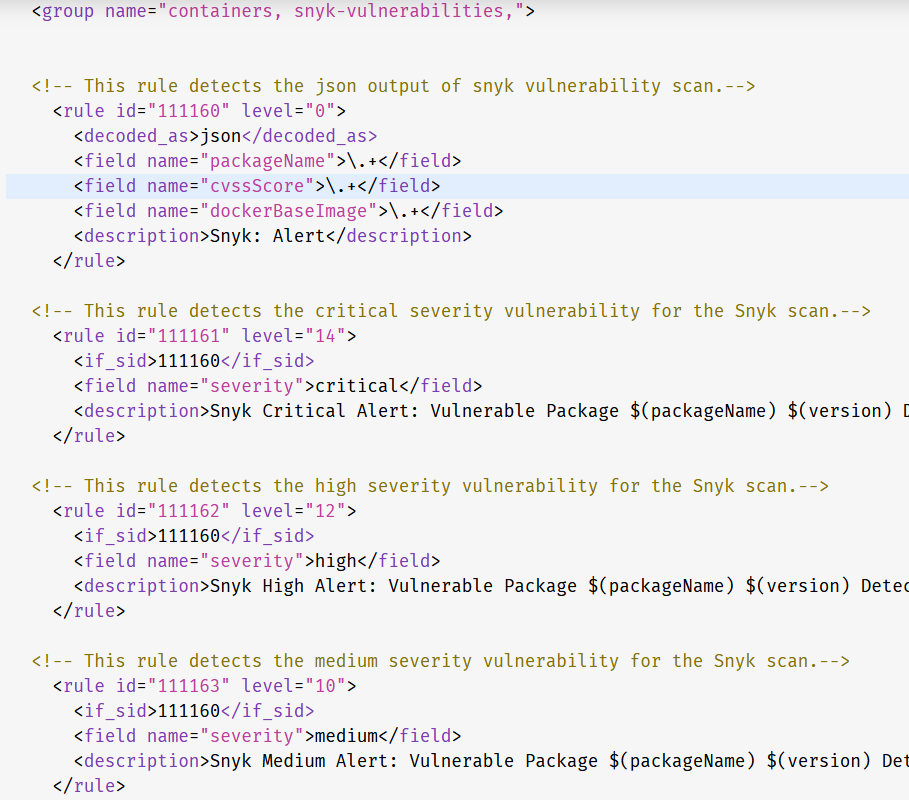 <group name="containers, snyk-vulnerabilities,">
<!-- This rule detects the json output of snyk vulnerability scan.-->
<rule id="111160" level="0">
<decoded_as>json</decoded_as>
<field name="packageName">\.+</field>
<field name="cvssScore">\.+</field>
<field name="dockerBaseImage">\.+</field>
<description>Snyk: Alert</description>
</rule>
<!-- This rule detects the critical severity vulnerability for the Snyk scan.-->
<rule id="111161" level="14">
<if_sid>111160</if_sid>
<field name="severity">critical</field>
<description>Snyk Critical Alert: Vulnerable Package $(packageName) $(version)
</rule>
<!-- This rule detects the high severity vulnerability for the Snyk scan.-->
<rule id="111162" level="12">
<if_sid>111160</if_sid>
<field name="severity">high</field>
<description>Snyk High Alert: Vulnerable Package $(packageName) $(version) Detec
</rule>
<!-- This rule detects the medium severity vulnerability for the Snyk scan.-->
<rule id="111163" level="10">
<if_sid>111160</if_sid>
<field name="severity">medium</field>
<description>Snyk Medium Alert: Vulnerable Package $(packageName) $(version) Det
</rule>